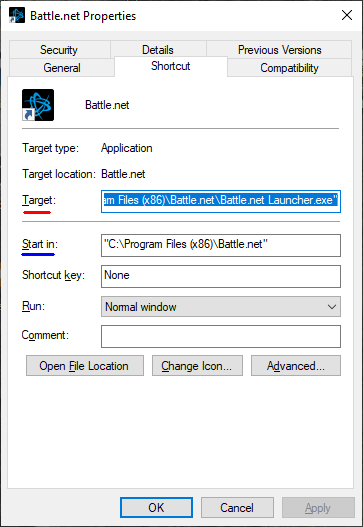 Battle.net Properties
Security Details Previous Versions
General Shortcut Compatibility
Battle.net
Target type: Application
Target location: Battle.net
Target: am Files (x86)\Battle.net\Battle.net Launcher.exe"
Start in: "C:\Program Files (x86)\Battle.net"
Shortcut key: None
Run: Normal window
Comment:
Open File Location Change Icon... Advanced...
OK Cancel Apply